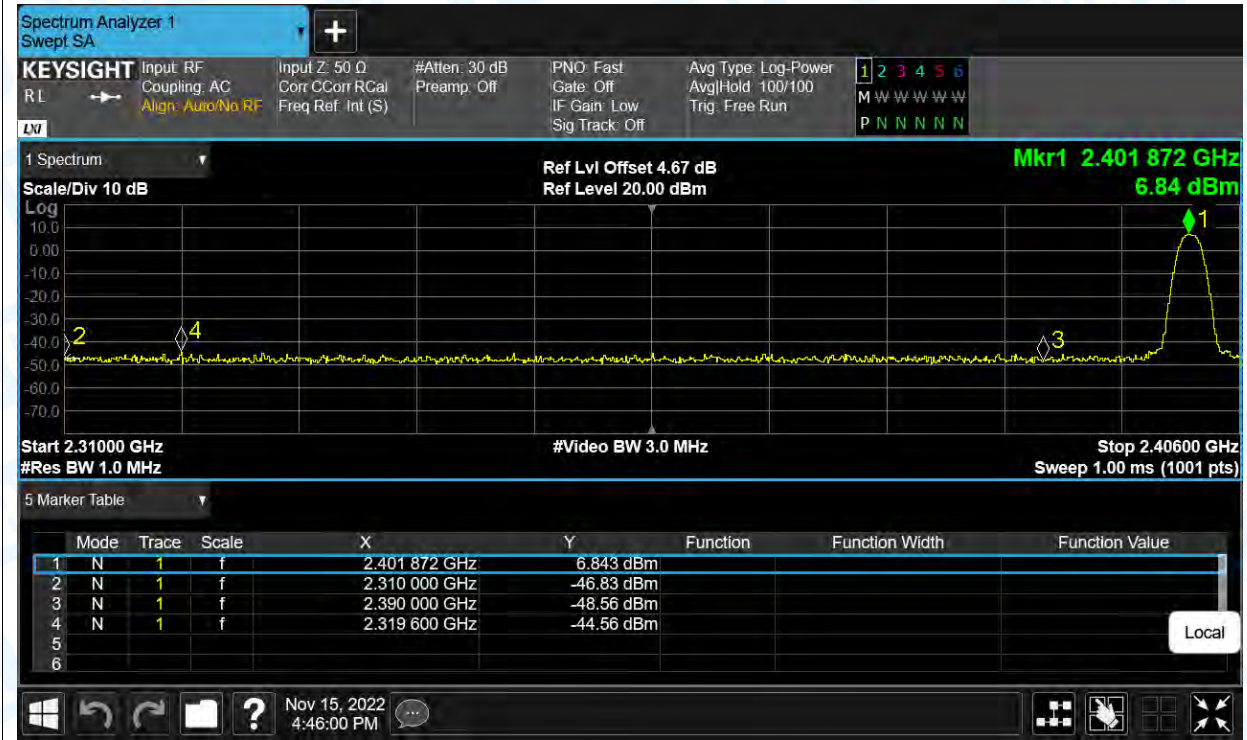 Spectrum Analyzer 1
Swept SA
+
KEYSIGHT Input: RF Input Z: 50 Ω #Atten: 30 dB PNO: Fast Avg Type: Log-Power 1 2 3 4 5 6
R L Coupling: AC Corr CCorr RCal Preamp: Off Gate: Off Avg|Hold: 100/100 M W W W W W
Align: Auto/No RF Freq Ref: Int (S) IF Gain: Low Trig: Free Run
LXI Sig Track: Off P N N N N N
1 Spectrum Ref Lvl Offset 4.67 dB Mkr1 2.401 872 GHz
Scale/Div 10 dB Ref Level 20.00 dBm 6.84 dBm
Log
10.0
0.00
-10.0
-20.0
-30.0
-40.0
-50.0
-60.0
-70.0
1
2
4
3
Start 2.31000 GHz #Video BW 3.0 MHz Stop 2.40600 GHz
#Res BW 1.0 MHz Sweep 1.00 ms (1001 pts)
5 Marker Table
Mode Trace Scale X Y Function Function Width Function Value
1 N 1 f 2.401 872 GHz 6.843 dBm
2 N 1 f 2.310 000 GHz -46.83 dBm
3 N 1 f 2.390 000 GHz -48.56 dBm
4 N 1 f 2.319 600 GHz -44.56 dBm
5
6
Local
? Nov 15, 2022
4:46:00 PM